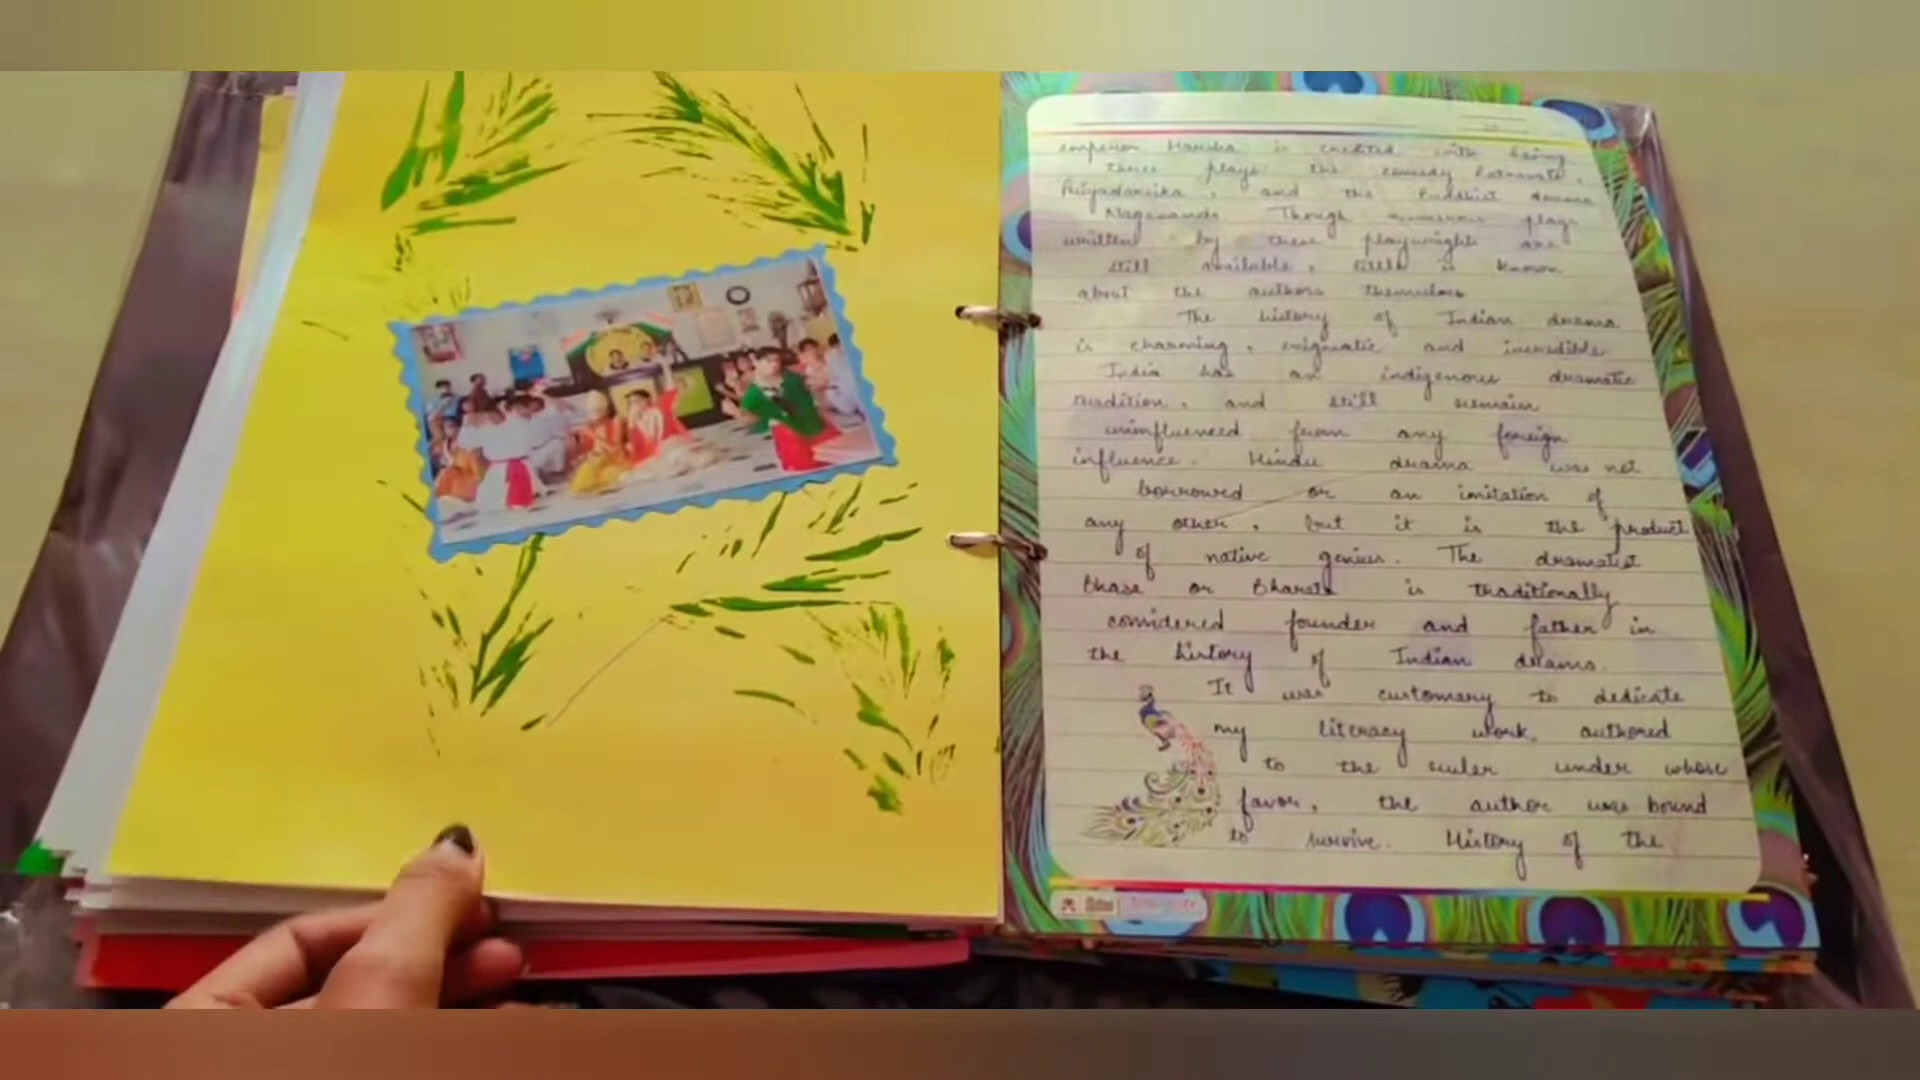 emperor Harsha is credited with having
three plays: the comedy Ratnavali,
Priyadarsika, and the Buddhist drama
Nagananda. Though numerous plays
written by these playwrights are
still available, little is known
about the authors themselves
The history of Indian drama
is charming, enigmatic and incredible
India has an indigenous dramatic
tradition, and still remain
uninfluenced from any foreign
influence. Hindu drama was not
borrowed or an imitation of
any other, but it is the product
of native genius. The dramatist
Bhasa or Bharata is traditionally
considered founder and father in
the history of Indian drama.
It was customary to dedicate
my literacy work, authored
to the ruler under whose
favor, the author was bound
to survive. History of the